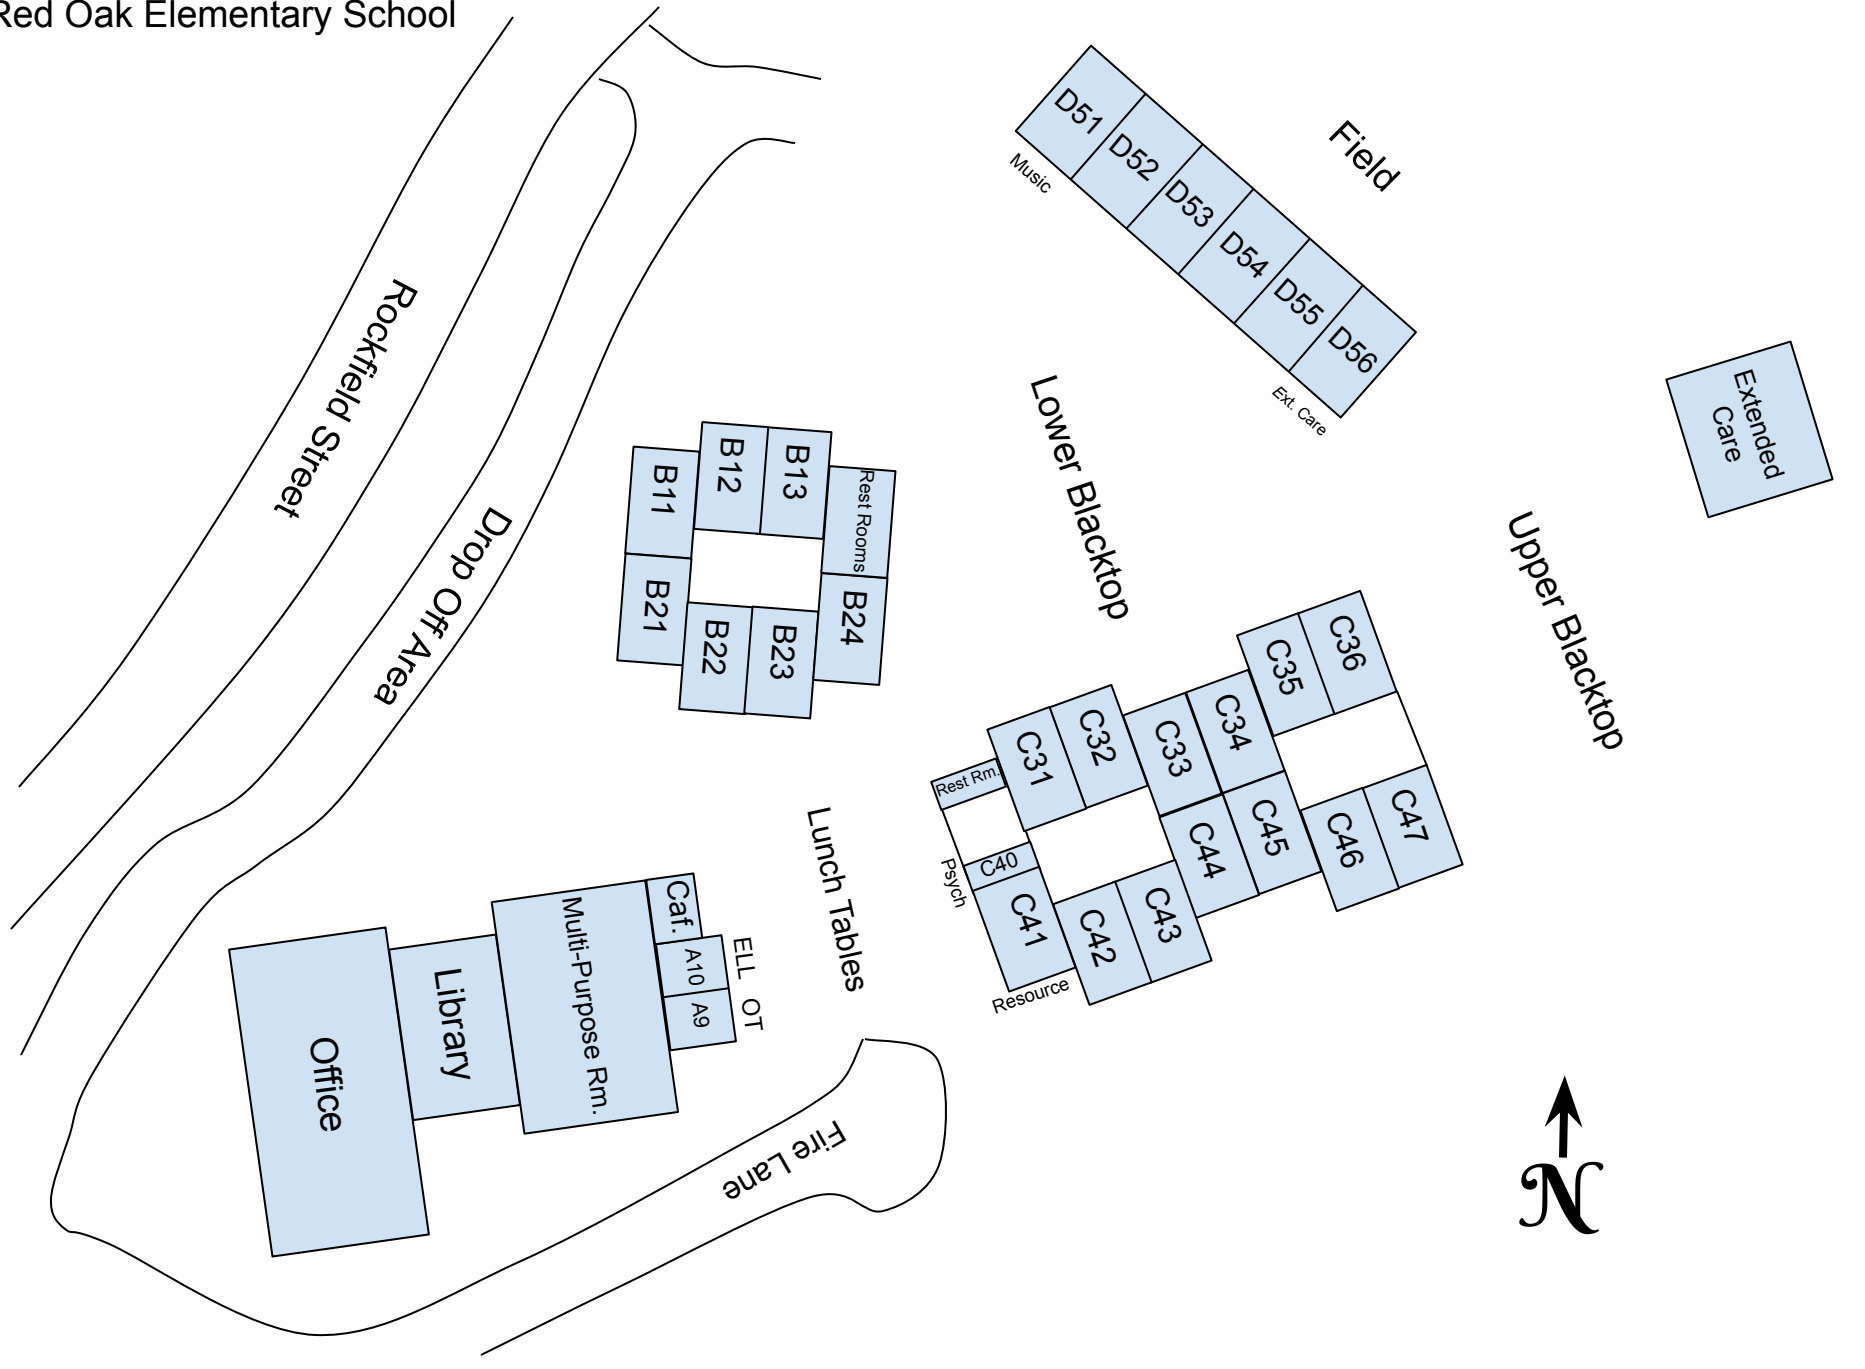 Red Oak Elementary School
Rockfield Street
Drop Off Area
D51
D52
D53
D54
D55
D56
Music
Ext. Care
Field
Lower Blacktop
Upper Blacktop
Extended
Care
B11
B12
B13
Rest Rooms
B21
B22
B23
B24
C31
C32
C33
C34
C35
C36
Rest Rm.
C40
Psych
C41
Resource
C42
C43
C44
C45
C46
C47
Lunch Tables
Office
Library
Multi-Purpose Rm.
Caf.
A10
ELL
A9
OT
Fire Lane
N